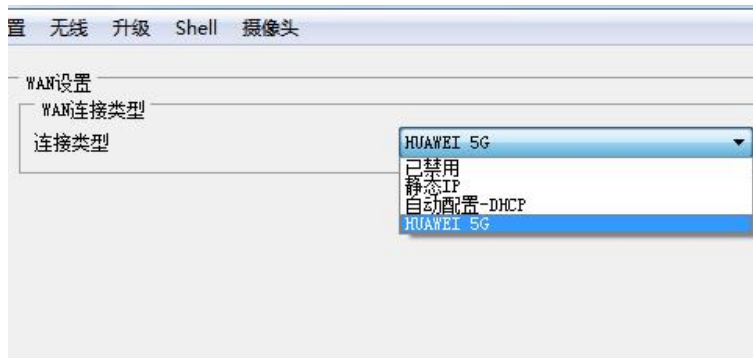 置 无线 升级 Shell 摄像头
WAN设置
WAN连接类型
连接类型 HUAWEI 5G
已禁用
静态IP
自动配置-DHCP
HUAWEI 5G